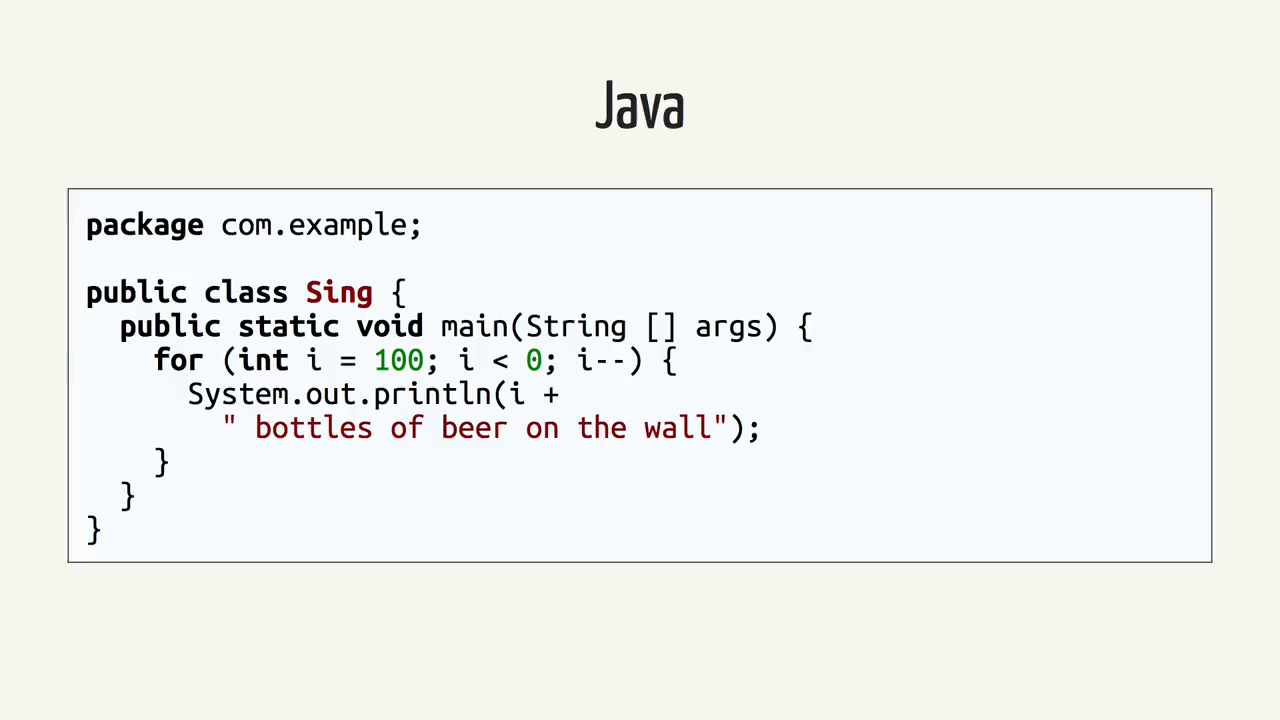 Java
package com.example;
public class Sing {
public static void main(String [] args) {
for (int i = 100; i < 0; i--) {
System.out.println(i +
" bottles of beer on the wall");
}
}
}